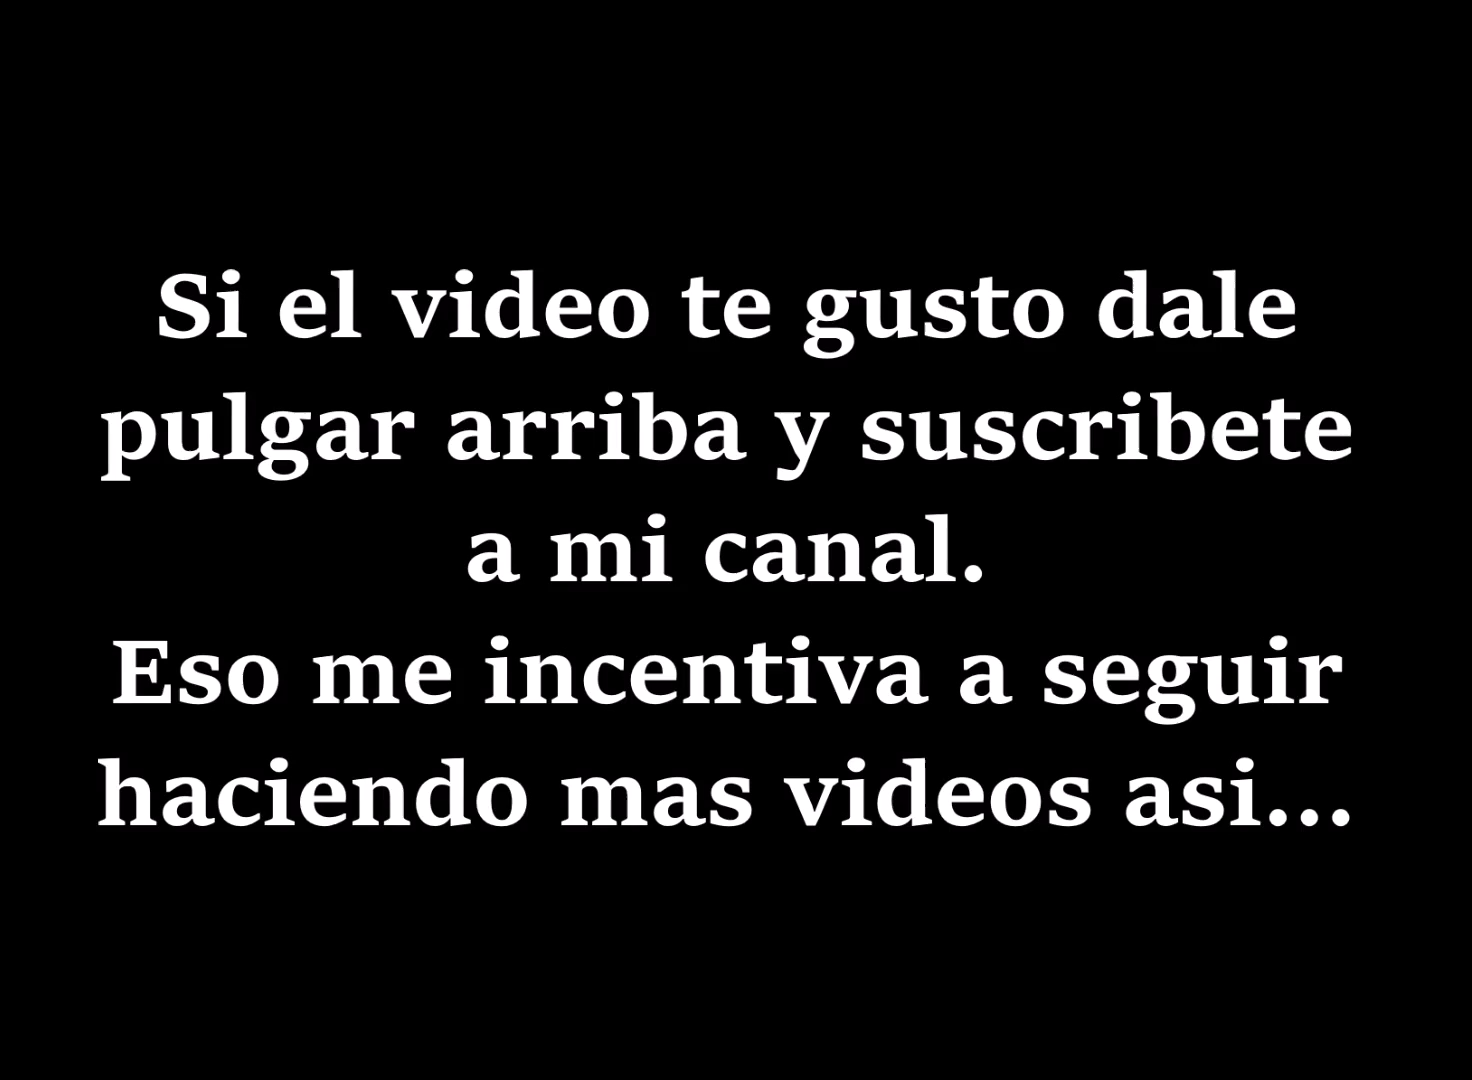 Si el video te gusto dale
pulgar arriba y suscribete
a mi canal.
Eso me incentiva a seguir
haciendo mas videos asi...